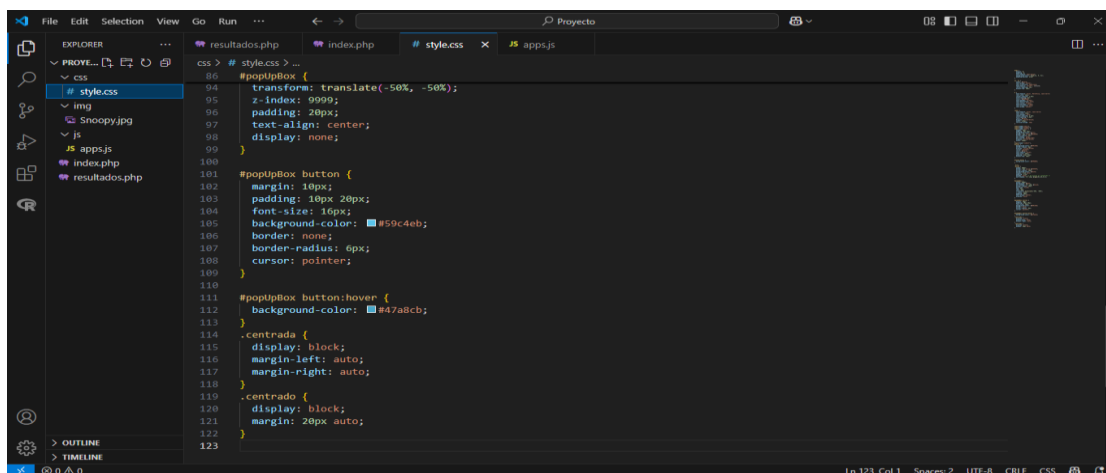 File Edit Selection View Go Run ··· Proyecto
EXPLORER ···
PROYE...
css
# style.css
img
Snoopy.jpg
js
JS apps.js
index.php
resultados.php
OUTLINE
TIMELINE
resultados.php index.php # style.css JS apps.js
css > # style.css > ...
86 #popUpBox {
94 transform: translate(-50%, -50%);
95 z-index: 9999;
96 padding: 20px;
97 text-align: center;
98 display: none;
99 }
100
101 #popUpBox button {
102 margin: 10px;
103 padding: 10px 20px;
104 font-size: 16px;
105 background-color: #59c4eb;
106 border: none;
107 border-radius: 6px;
108 cursor: pointer;
109 }
110
111 #popUpBox button:hover {
112 background-color: #47a8cb;
113 }
114 .centrada {
115 display: block;
116 margin-left: auto;
117 margin-right: auto;
118 }
119 .centrado {
120 display: block;
121 margin: 20px auto;
122 }
123
0 0 Ln 123, Col 1 Spaces: 2 UTF-8 CRLF CSS